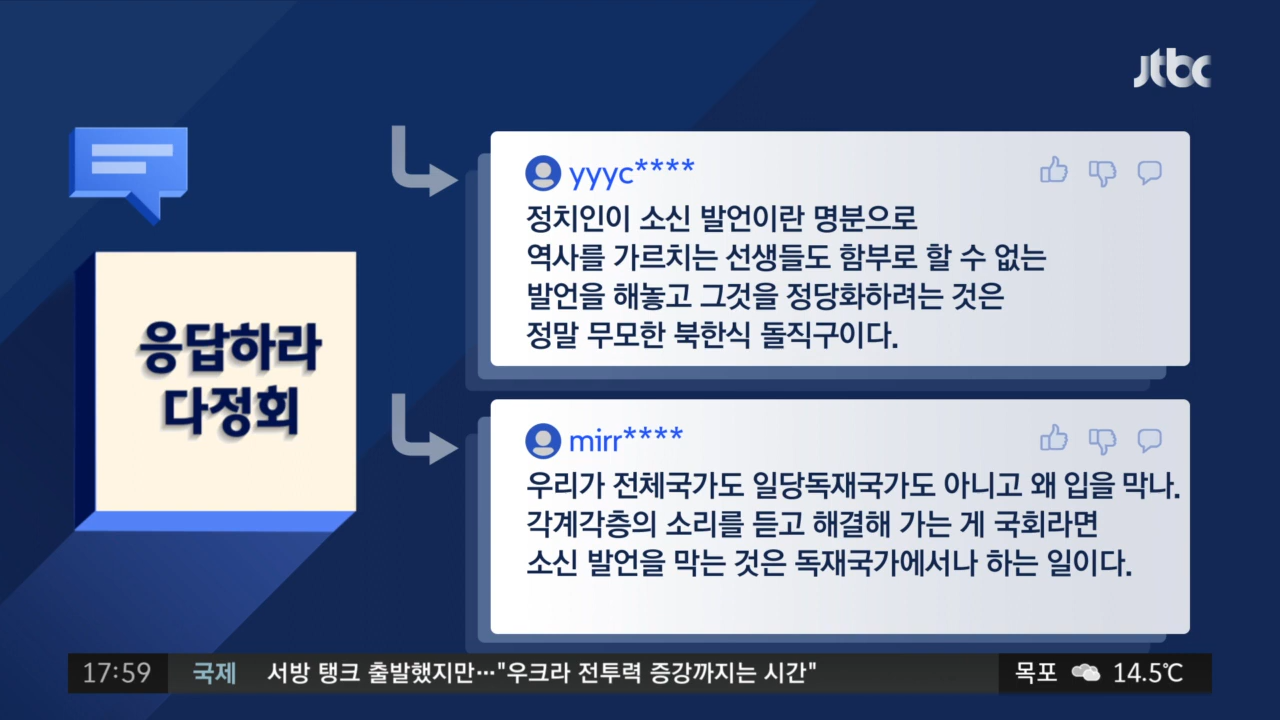 jtbc
응답하라
다정회
yyyc****
정치인이 소신 발언이란 명분으로
역사를 가르치는 선생들도 함부로 할 수 없는
발언을 해놓고 그것을 정당화하려는 것은
정말 무모한 북한식 돌직구이다.
mirr****
우리가 전체국가도 일당독재국가도 아니고 왜 입을 막나.
각계각층의 소리를 듣고 해결해 가는 게 국회라면
소신 발언을 막는 것은 독재국가에서나 하는 일이다.
17:59 국제 서방 탱크 출발했지만…"우크라 전투력 증강까지는 시간" 목포 14.5℃